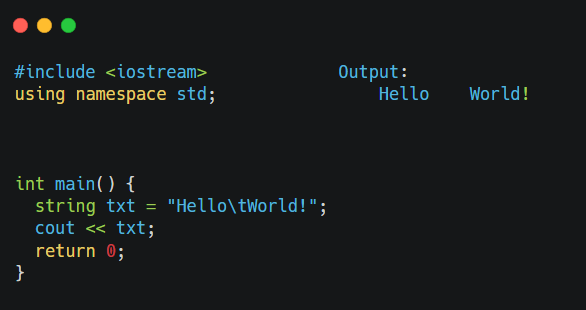 #include <iostream>
using namespace std;
Output:
Hello    World!
int main() {
  string txt = "Hello\tWorld!";
  cout << txt;
  return 0;
}